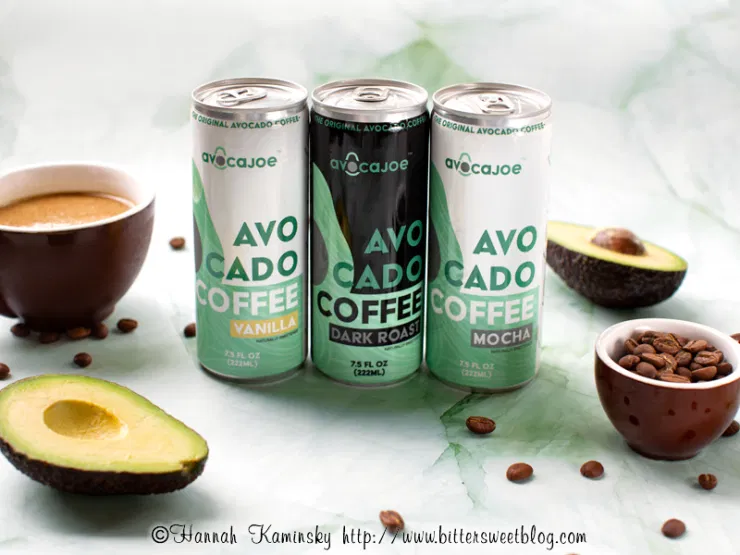 THE ORIGINAL AVOCADO COFFEE
avocajoe
AVO
CADO
COFFEE
VANILLA
7.5 FL OZ
(222ML)
THE ORIGINAL AVOCADO COFFEE
avocajoe
AVO
CADO
COFFEE
DARK ROAST
7.5 FL OZ
(222ML)
THE ORIGINAL AVOCADO COFFEE
avocajoe
AVO
CADO
COFFEE
MOCHA
7.5 FL OZ
(222ML)
©Hannah Kaminsky http://www.bittersweetblog.com